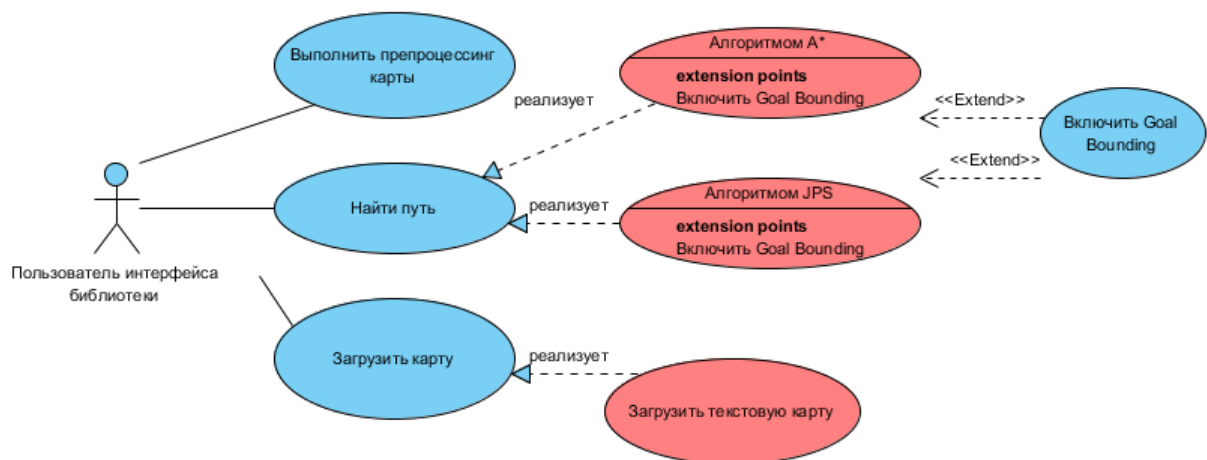 Выполнить препроцессинг
карты
Алгоритмом А*
extension points
Включить Goal Bounding
реализует
<<Extend>>
Включить Goal
Bounding
<<Extend>>
Найти путь
реализует
Алгоритмом JPS
extension points
Включить Goal Bounding
Пользователь интерфейса
библиотеки
Загрузить карту
реализует
Загрузить текстовую карту